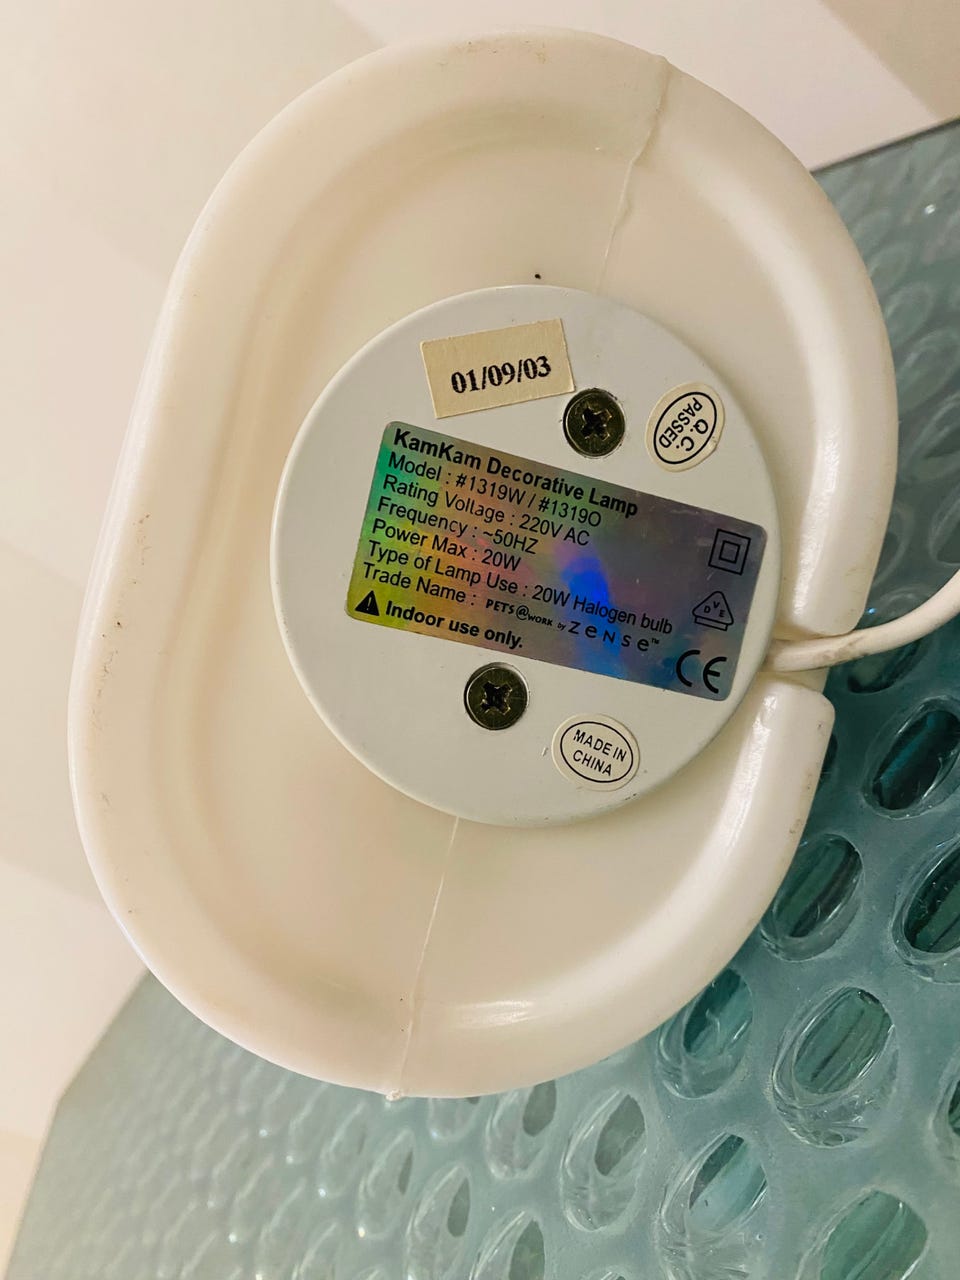 01/09/03
Q.C.
PASSED
KamKam Decorative Lamp
Model : #1319W / #1319O
Rating Voltage : 220V AC
Frequency : ~50HZ
Power Max : 20W
Type of Lamp Use : 20W Halogen bulb
Trade Name : PETS@WORK by ZeNSe™
Indoor use only.
DVE
CE
MADE IN
CHINA